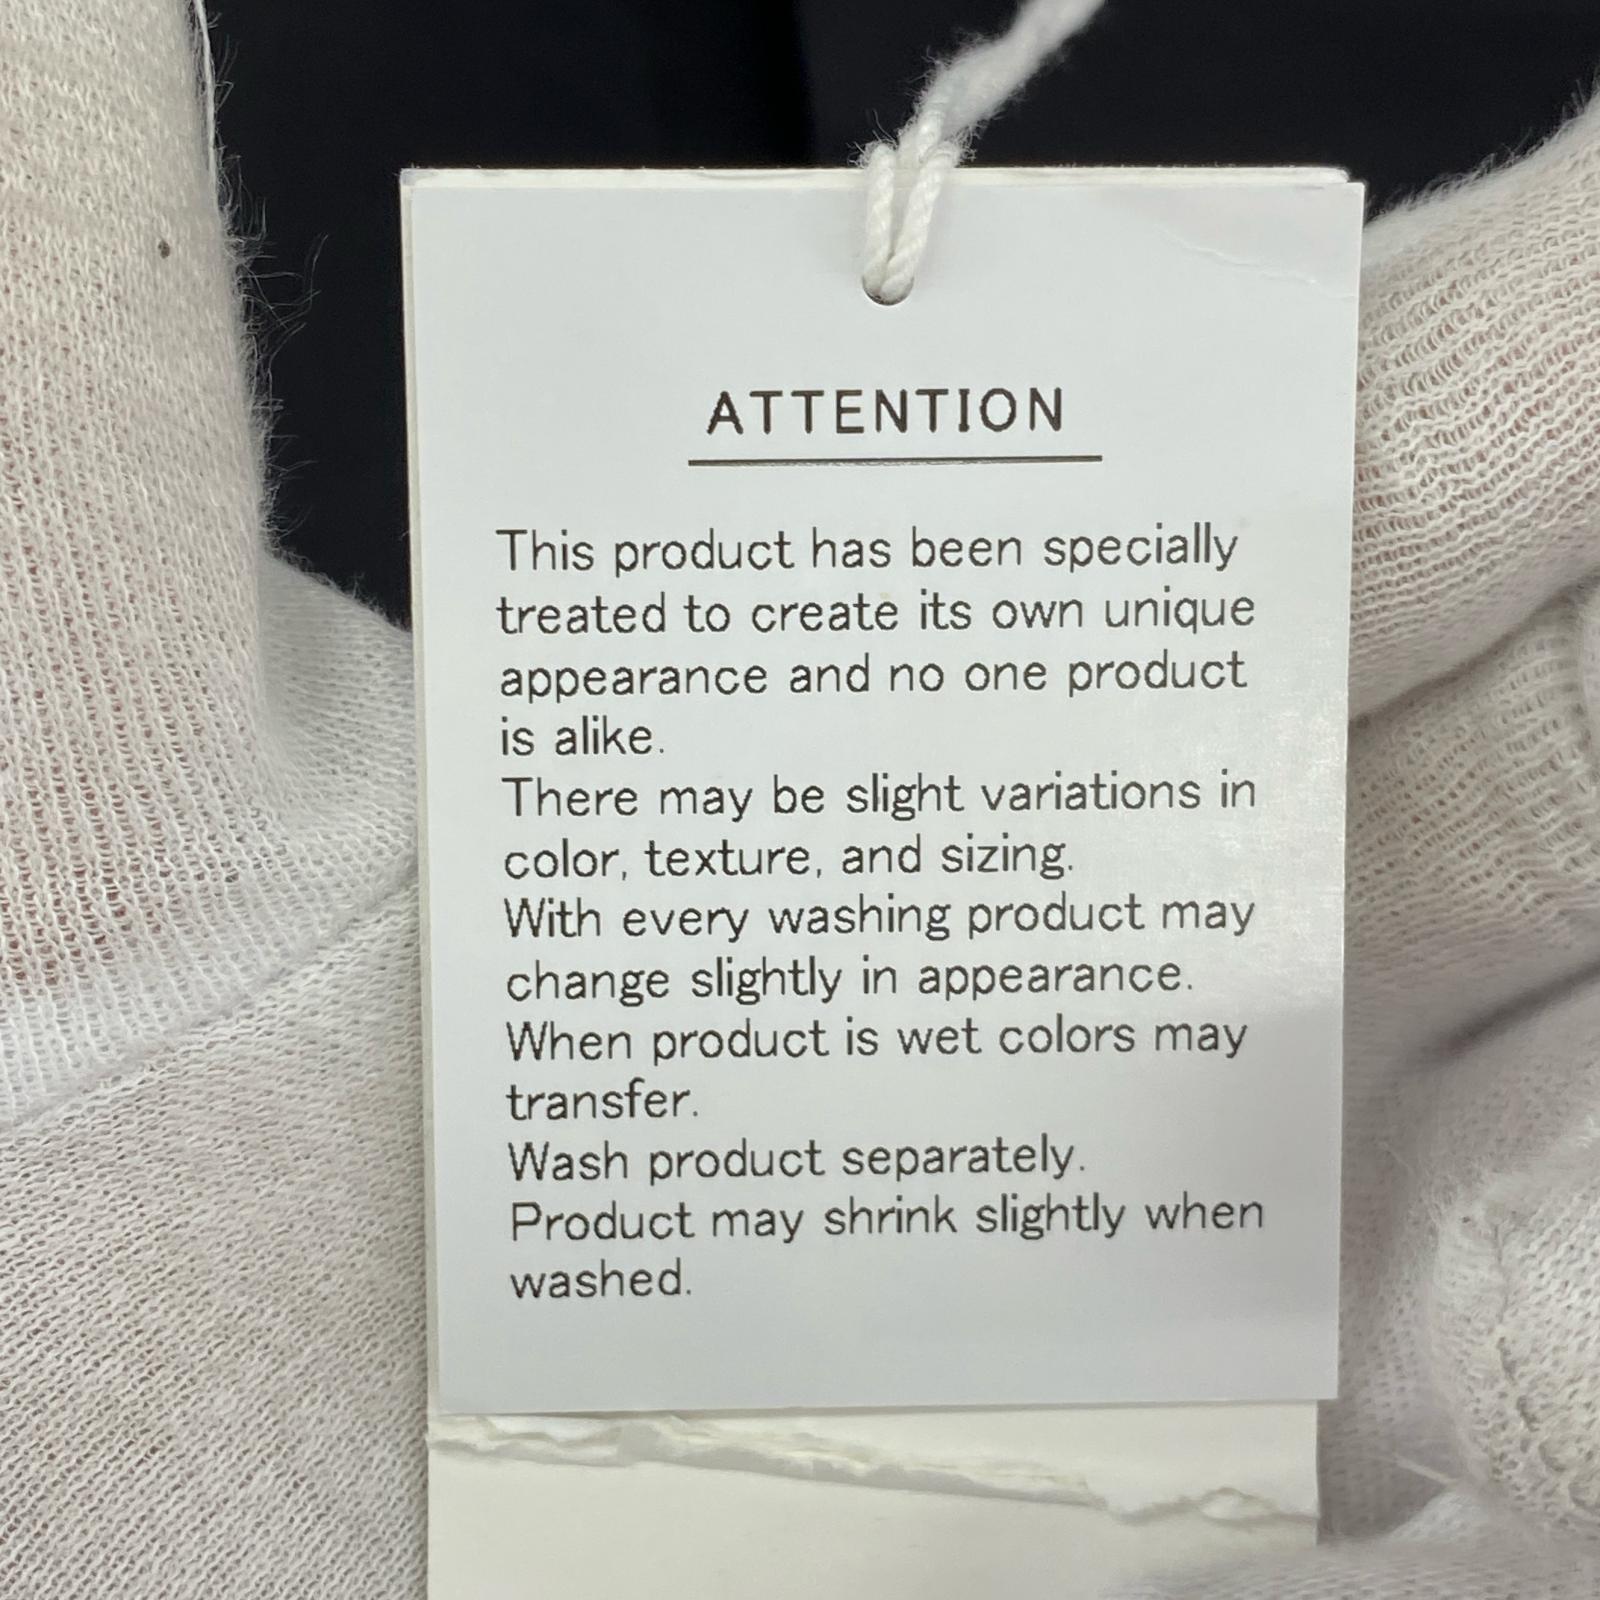 ATTENTION
This product has been specially
treated to create its own unique
appearance and no one product
is alike.
There may be slight variations in
color, texture, and sizing.
With every washing product may
change slightly in appearance.
When product is wet colors may
transfer.
Wash product separately.
Product may shrink slightly when
washed.